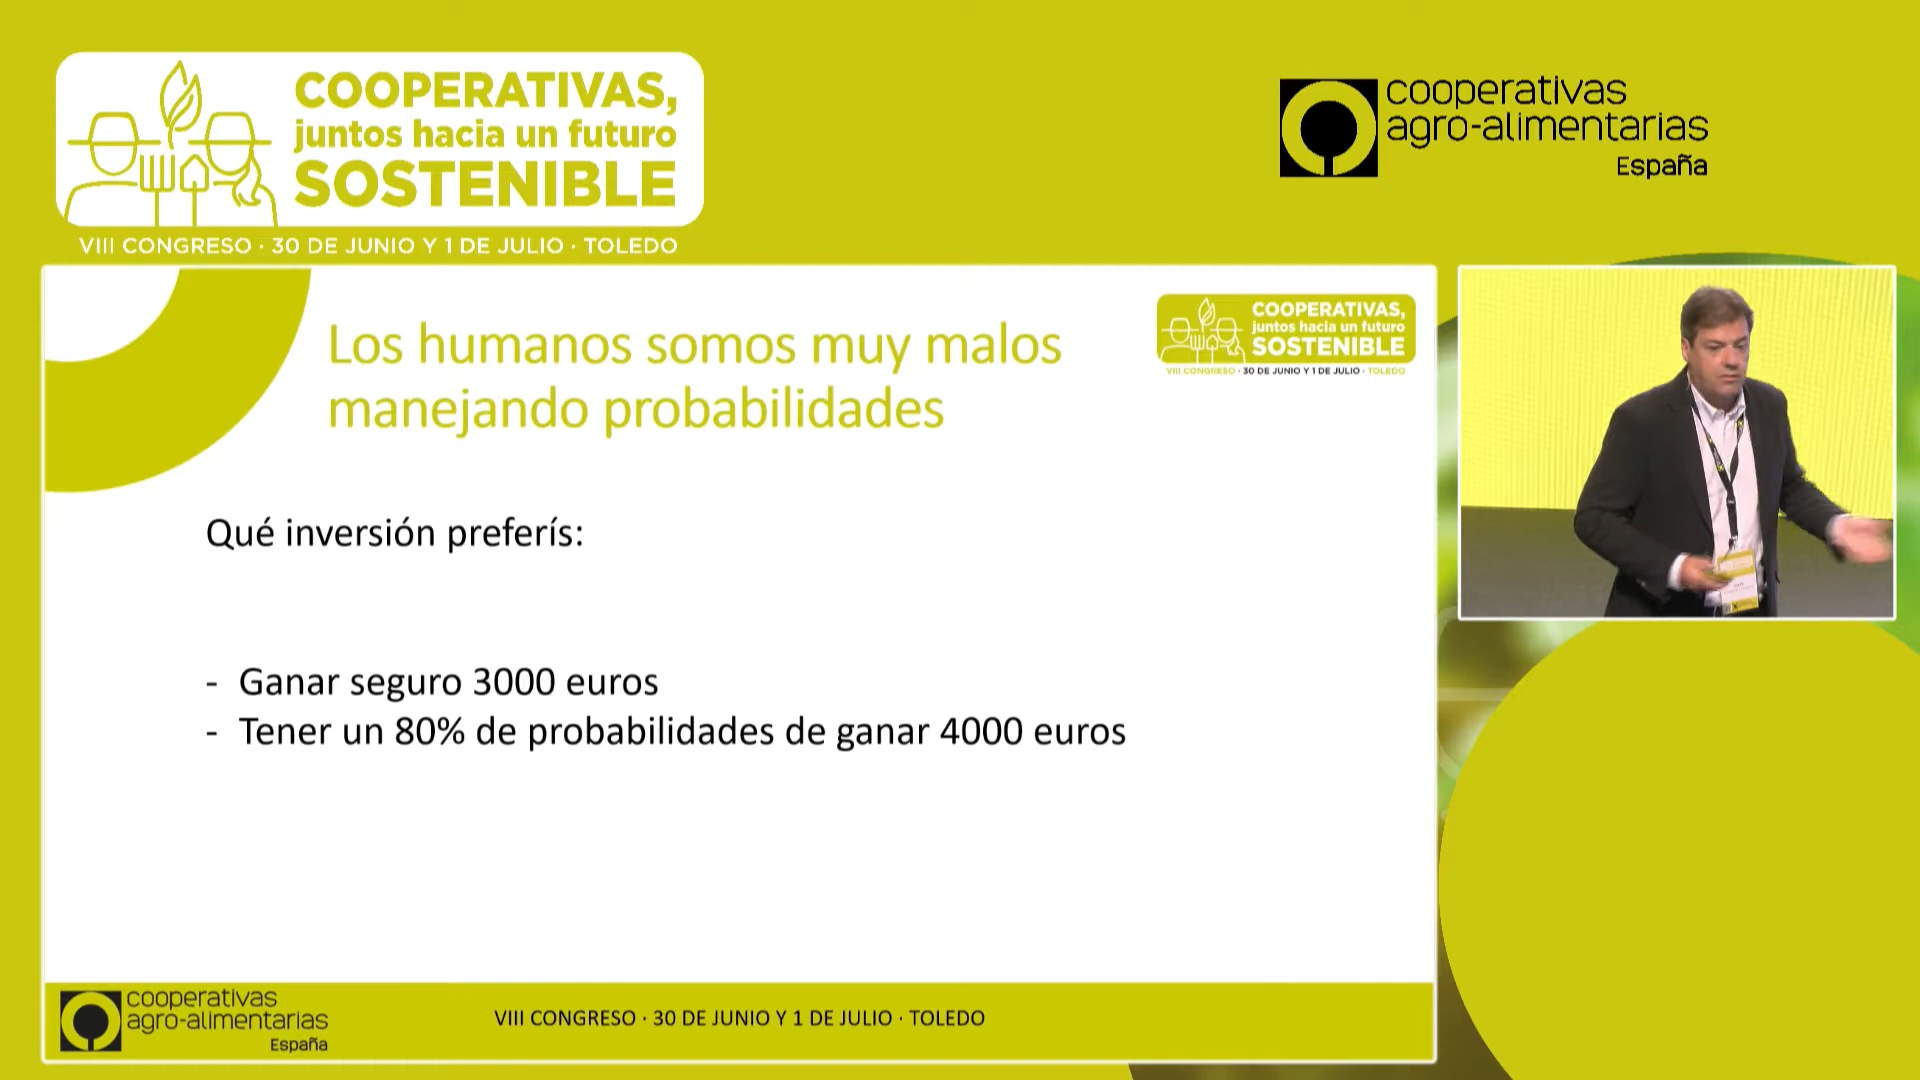 COOPERATIVAS,
juntos hacia un futuro
SOSTENIBLE
VIII CONGRESO · 30 DE JUNIO Y 1 DE JULIO · TOLEDO
cooperativas
agro-alimentarias
España
Los humanos somos muy malos
manejando probabilidades
COOPERATIVAS,
juntos hacia un futuro
SOSTENIBLE
VIII CONGRESO · 30 DE JUNIO Y 1 DE JULIO · TOLEDO
Qué inversión preferís:
- Ganar seguro 3000 euros
- Tener un 80% de probabilidades de ganar 4000 euros
cooperativas
agro-alimentarias
España
VIII CONGRESO · 30 DE JUNIO Y 1 DE JULIO · TOLEDO